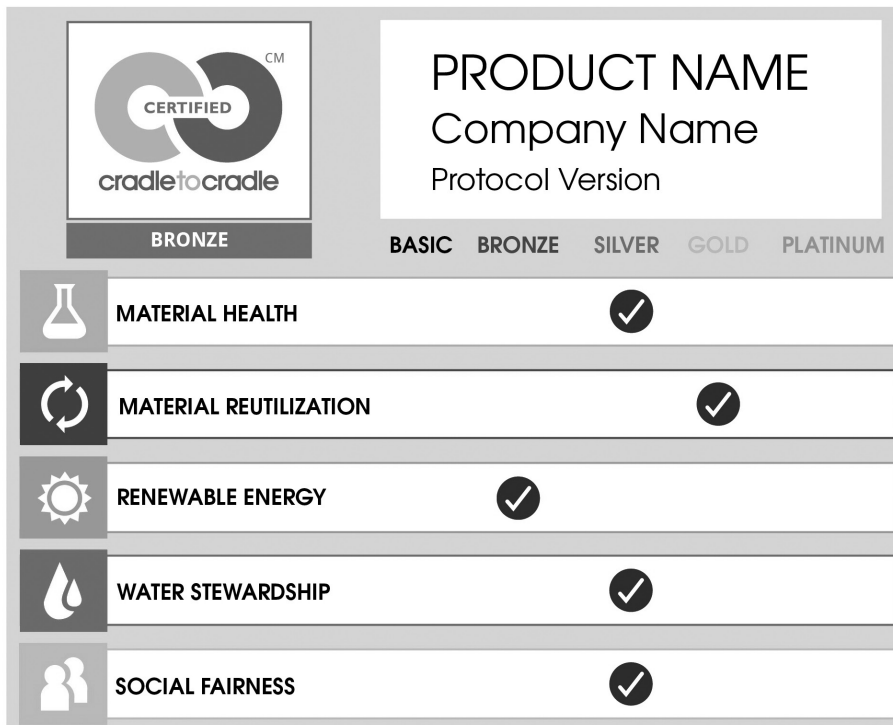 CM
CERTIFIED
cradletocradle
BRONZE
PRODUCT NAME
Company Name
Protocol Version
BASIC BRONZE SILVER GOLD PLATINUM
MATERIAL HEALTH
MATERIAL REUTILIZATION
RENEWABLE ENERGY
WATER STEWARDSHIP
SOCIAL FAIRNESS